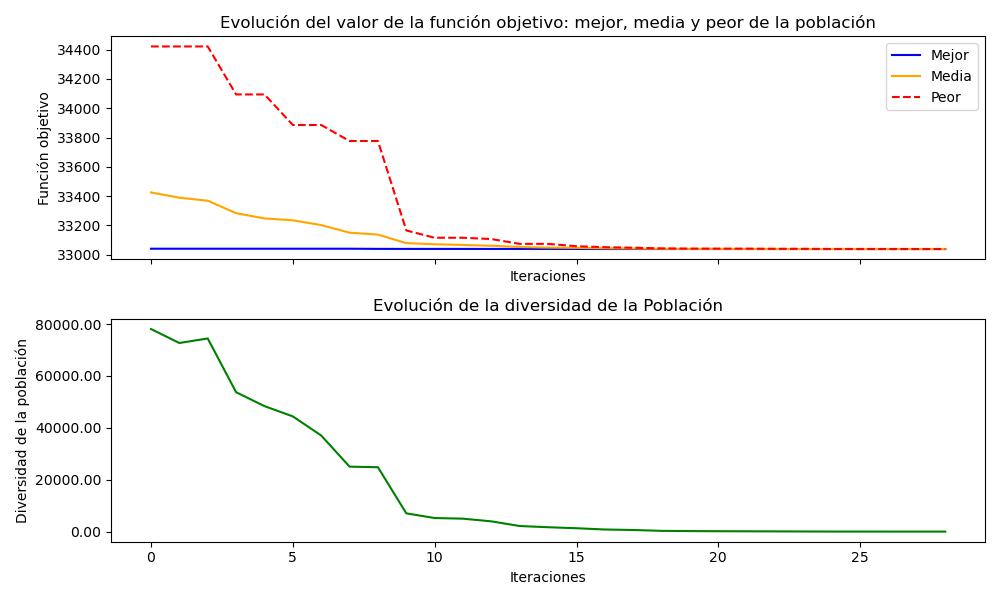 Evolución del valor de la función objetivo: mejor, media y peor de la población
34400
34200
34000
33800
33600
33400
33200
33000
Función objetivo
Mejor
Media
Peor
Iteraciones
Evolución de la diversidad de la Población
80000.00
60000.00
40000.00
20000.00
0.00
Diversidad de la población
0 5 10 15 20 25
Iteraciones